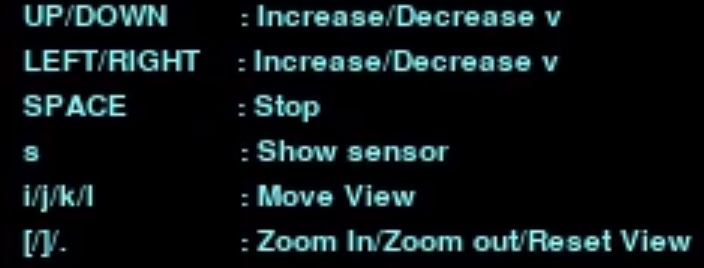 UP/DOWN : Increase/Decrease v
LEFT/RIGHT : Increase/Decrease v
SPACE : Stop
s : Show sensor
i/j/k/l : Move View
[/]/. : Zoom In/Zoom out/Reset View